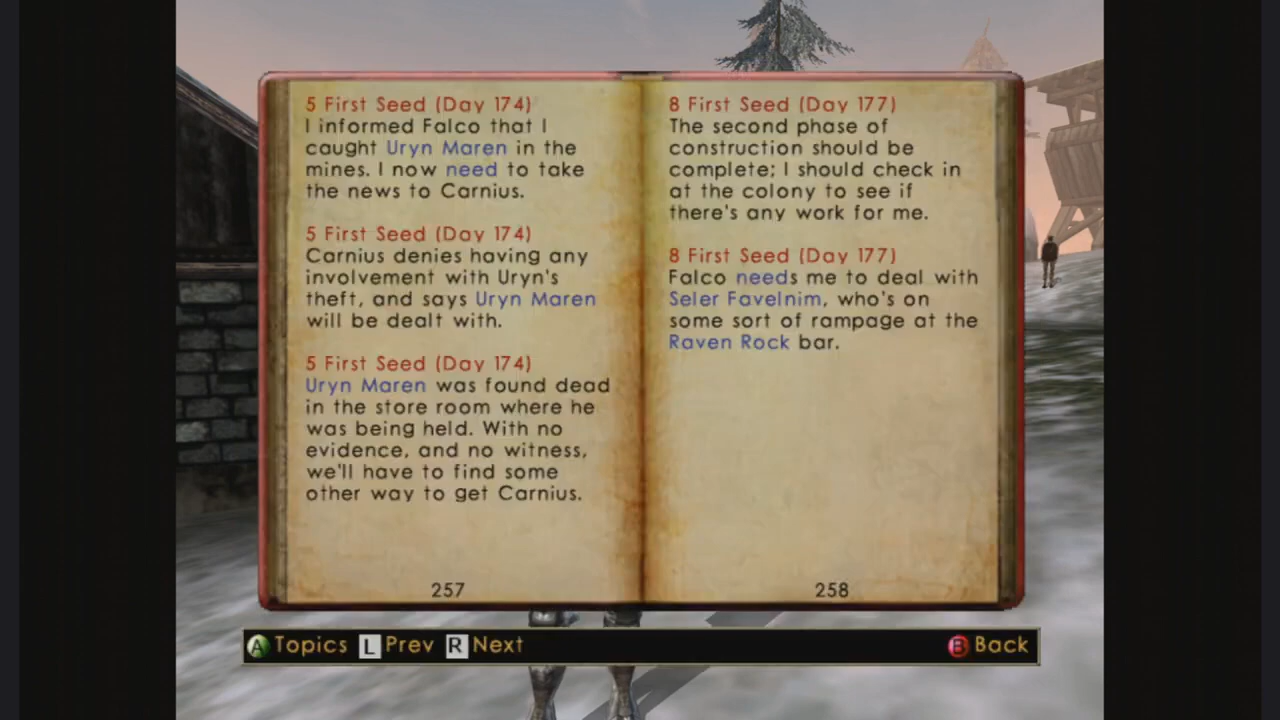 5 First Seed (Day 174)
I informed Falco that I
caught Uryn Maren in the
mines. I now need to take
the news to Carnius.
5 First Seed (Day 174)
Carnius denies having any
involvement with Uryn's
theft, and says Uryn Maren
will be dealt with.
5 First Seed (Day 174)
Uryn Maren was found dead
in the store room where he
was being held. With no
evidence, and no witness,
we'll have to find some
other way to get Carnius.
257
8 First Seed (Day 177)
The second phase of
construction should be
complete; I should check in
at the colony to see if
there's any work for me.
8 First Seed (Day 177)
Falco needs me to deal with
Seler Favelnim, who's on
some sort of rampage at the
Raven Rock bar.
258
A Topics L Prev R Next B Back